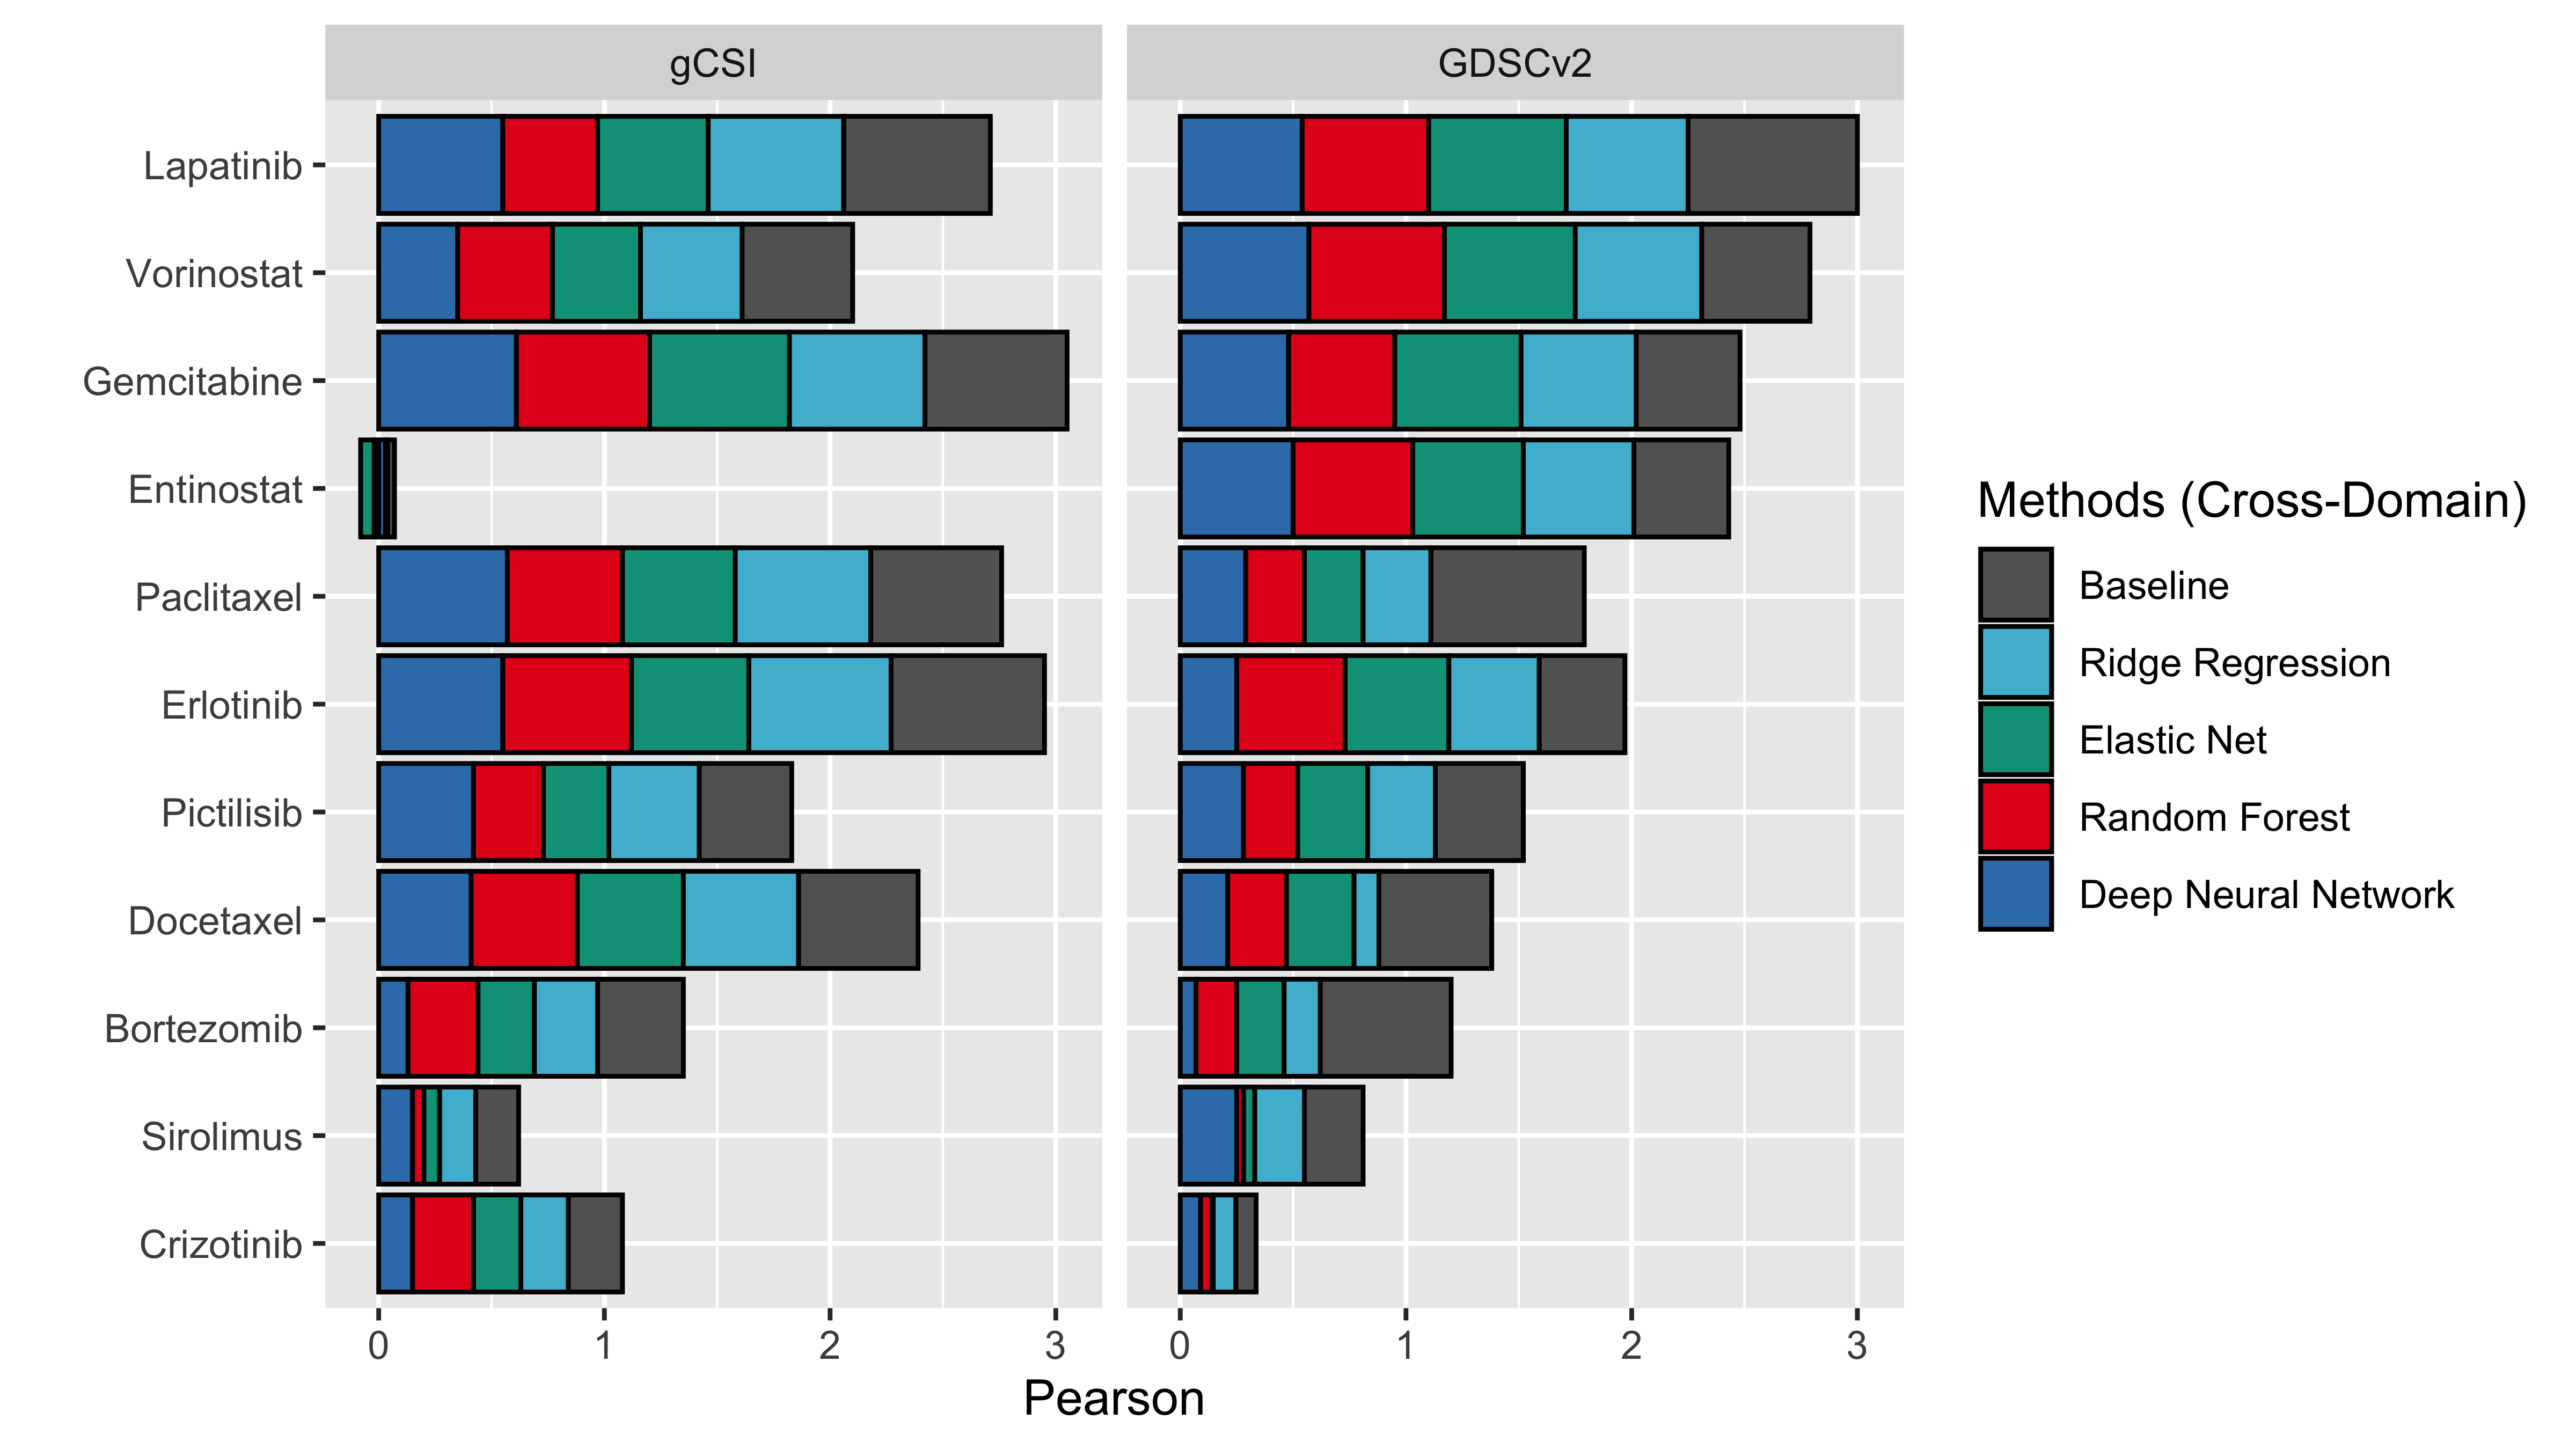 gCSI
GDSCv2
Lapatinib
Vorinostat
Gemcitabine
Entinostat
Paclitaxel
Erlotinib
Pictilisib
Docetaxel
Bortezomib
Sirolimus
Crizotinib
0 1 2 3
0 1 2 3
Pearson
Methods (Cross-Domain)
Baseline
Ridge Regression
Elastic Net
Random Forest
Deep Neural Network